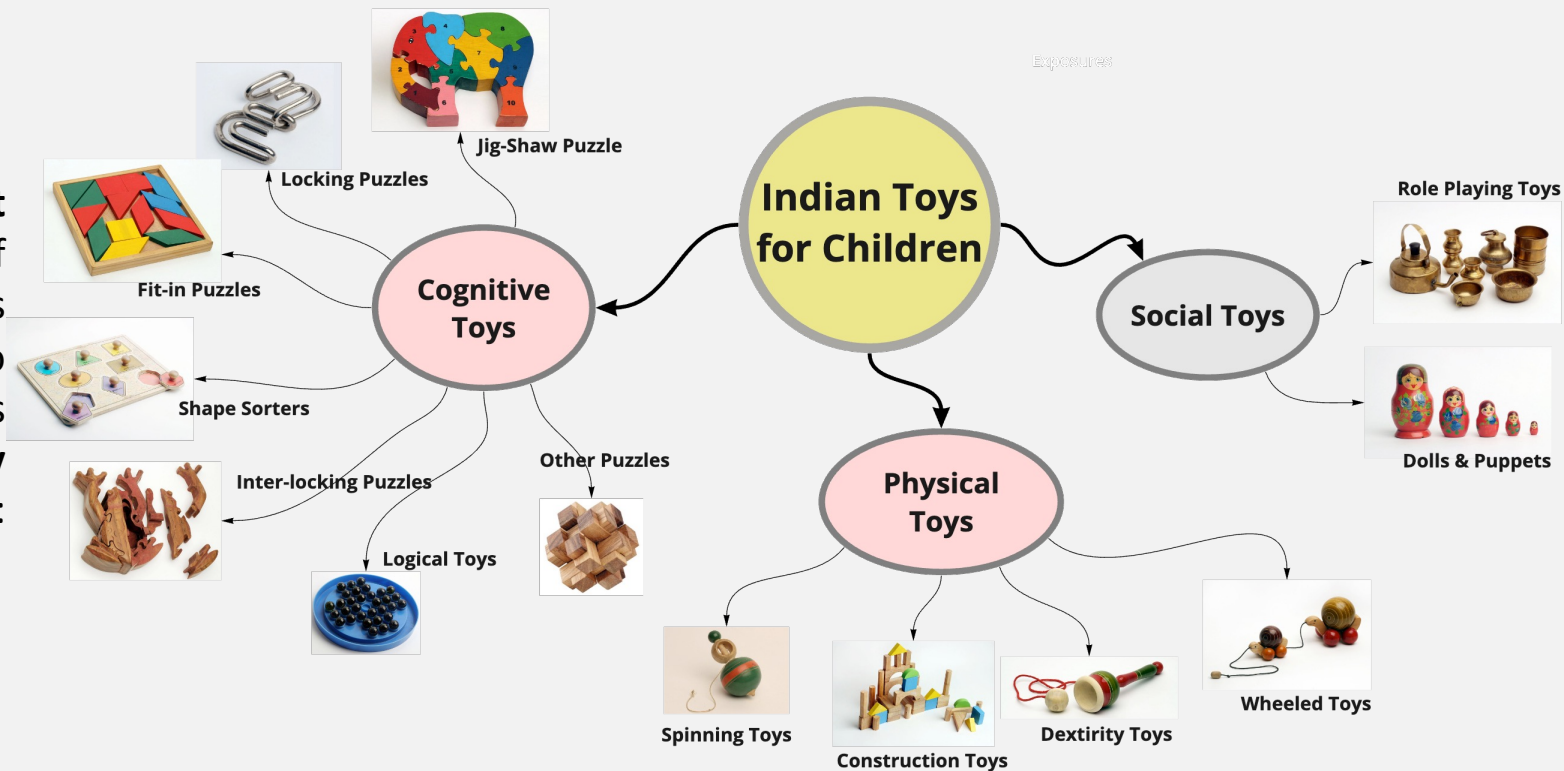 Exposures
Indian Toys
for Children
Cognitive
Toys
Jig-Shaw Puzzle
Locking Puzzles
Fit-in Puzzles
Shape Sorters
Inter-locking Puzzles
Logical Toys
Other Puzzles
Physical
Toys
Spinning Toys
Construction Toys
Dextirity Toys
Wheeled Toys
Social Toys
Role Playing Toys
Dolls & Puppets